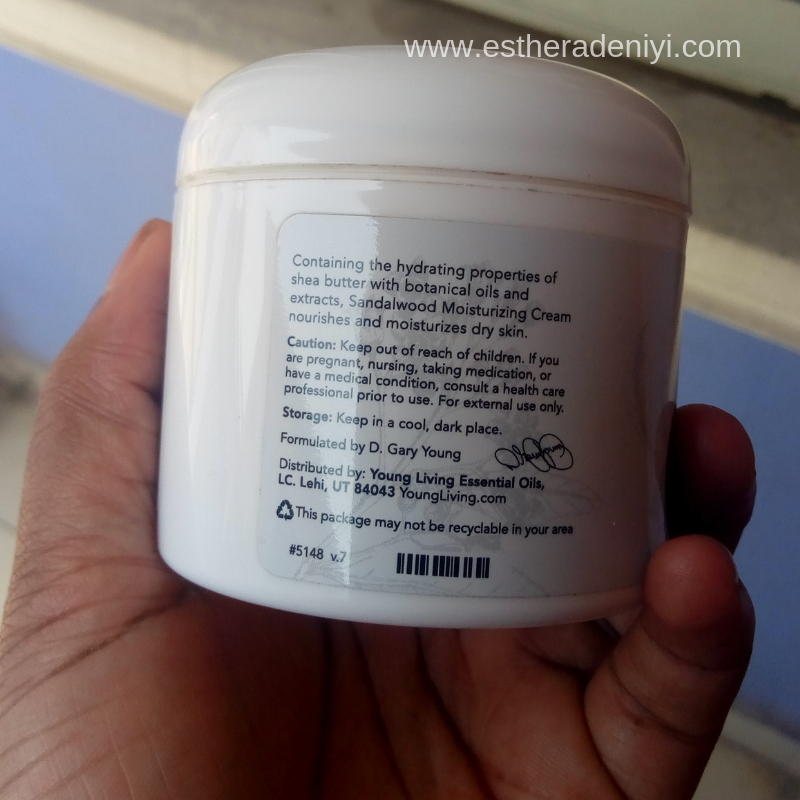 www.estheradeniyi.com
Containing the hydrating properties of
shea butter with botanical oils and
extracts, Sandalwood Moisturizing Cream
nourishes and moisturizes dry skin.
Caution: Keep out of reach of children. If you
are pregnant, nursing, taking medication, or
have a medical condition, consult a health care
professional prior to use. For external use only.
Storage: Keep in a cool, dark place.
Formulated by D. Gary Young
Distributed by: Young Living Essential Oils,
LC. Lehi, UT 84043 YoungLiving.com
This package may not be recyclable in your area
#5148 v.7